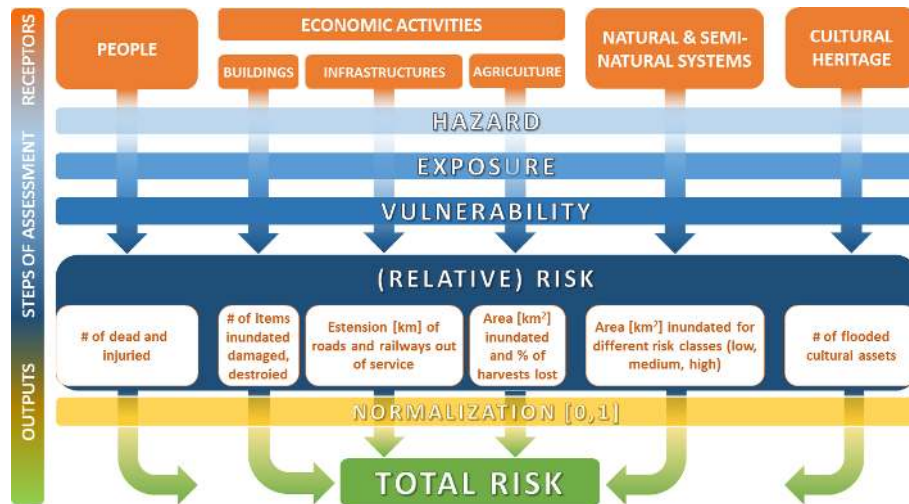 RECEPTORS
STEPS OF ASSESSMENT
OUTPUTS
PEOPLE
ECONOMIC ACTIVITIES
BUILDINGS
INFRASTRUCTURES
AGRICULTURE
NATURAL & SEMI-
NATURAL SYSTEMS
CULTURAL
HERITAGE
HAZARD
EXPOSURE
VULNERABILITY
(RELATIVE) RISK
# of dead and
injuried
# of items
inundated
damaged,
destroied
Estension [km] of
roads and railways out
of service
Area [km²]
inundated
and % of
harvests lost
Area [km²] inundated for
different risk classes (low,
medium, high)
# of flooded
cultural assets
NORMALIZATION [0,1]
TOTAL RISK